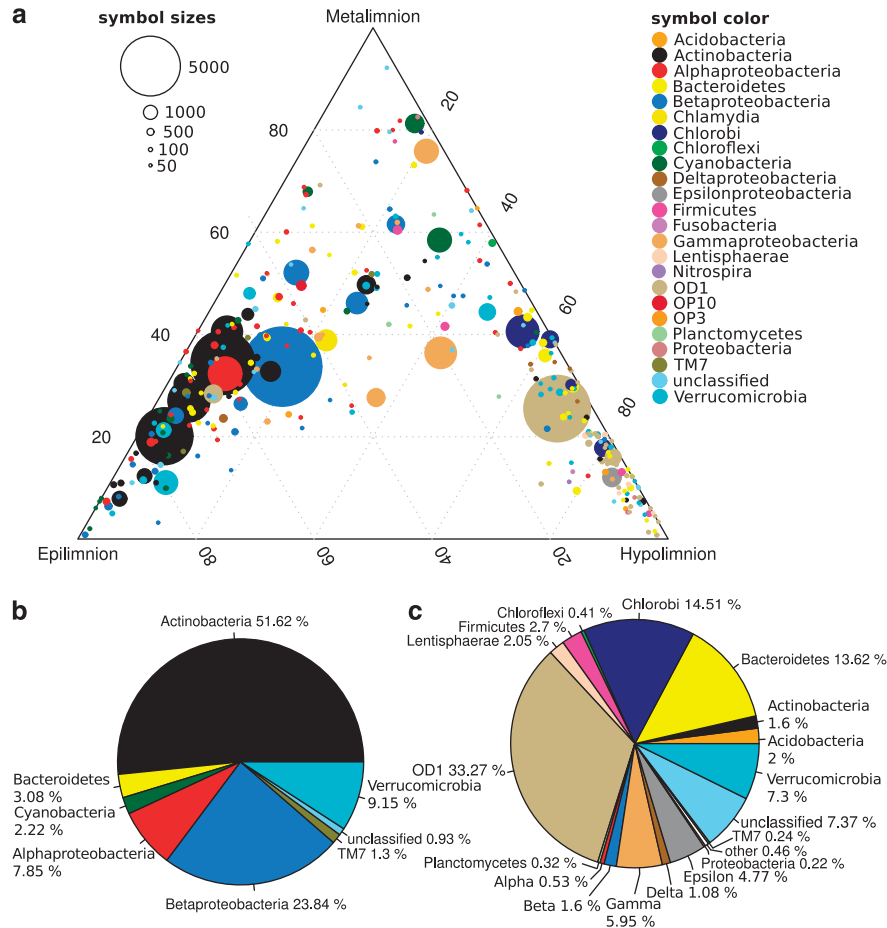 a
symbol sizes
5000
1000
500
100
50
Metalimnion
Epilimnion
Hypolimnion
80
60
40
20
20
40
60
80
80
60
40
20
symbol color
Acidobacteria
Actinobacteria
Alphaproteobacteria
Bacteroidetes
Betaproteobacteria
Chlamydia
Chlorobi
Chloroflexi
Cyanobacteria
Deltaproteobacteria
Epsilonproteobacteria
Firmicutes
Fusobacteria
Gammaproteobacteria
Lentisphaerae
Nitrospira
OD1
OP10
OP3
Planctomycetes
Proteobacteria
TM7
unclassified
Verrucomicrobia
b
Actinobacteria 51.62 %
Bacteroidetes
3.08 %
Cyanobacteria
2.22 %
Alphaproteobacteria
7.85 %
Betaproteobacteria 23.84 %
TM7 1.3 %
unclassified 0.93 %
Verrucomicrobia
9.15 %
c
Chlorobi 14.51 %
Chloroflexi 0.41 %
Firmicutes 2.7 %
Lentisphaerae 2.05 %
Bacteroidetes 13.62 %
Actinobacteria
1.6 %
Acidobacteria
2 %
Verrucomicrobia
7.3 %
unclassified 7.37 %
TM7 0.24 %
other 0.46 %
Proteobacteria 0.22 %
Epsilon 4.77 %
Delta 1.08 %
Gamma
5.95 %
Beta 1.6 %
Alpha 0.53 %
Planctomycetes 0.32 %
OD1 33.27 %